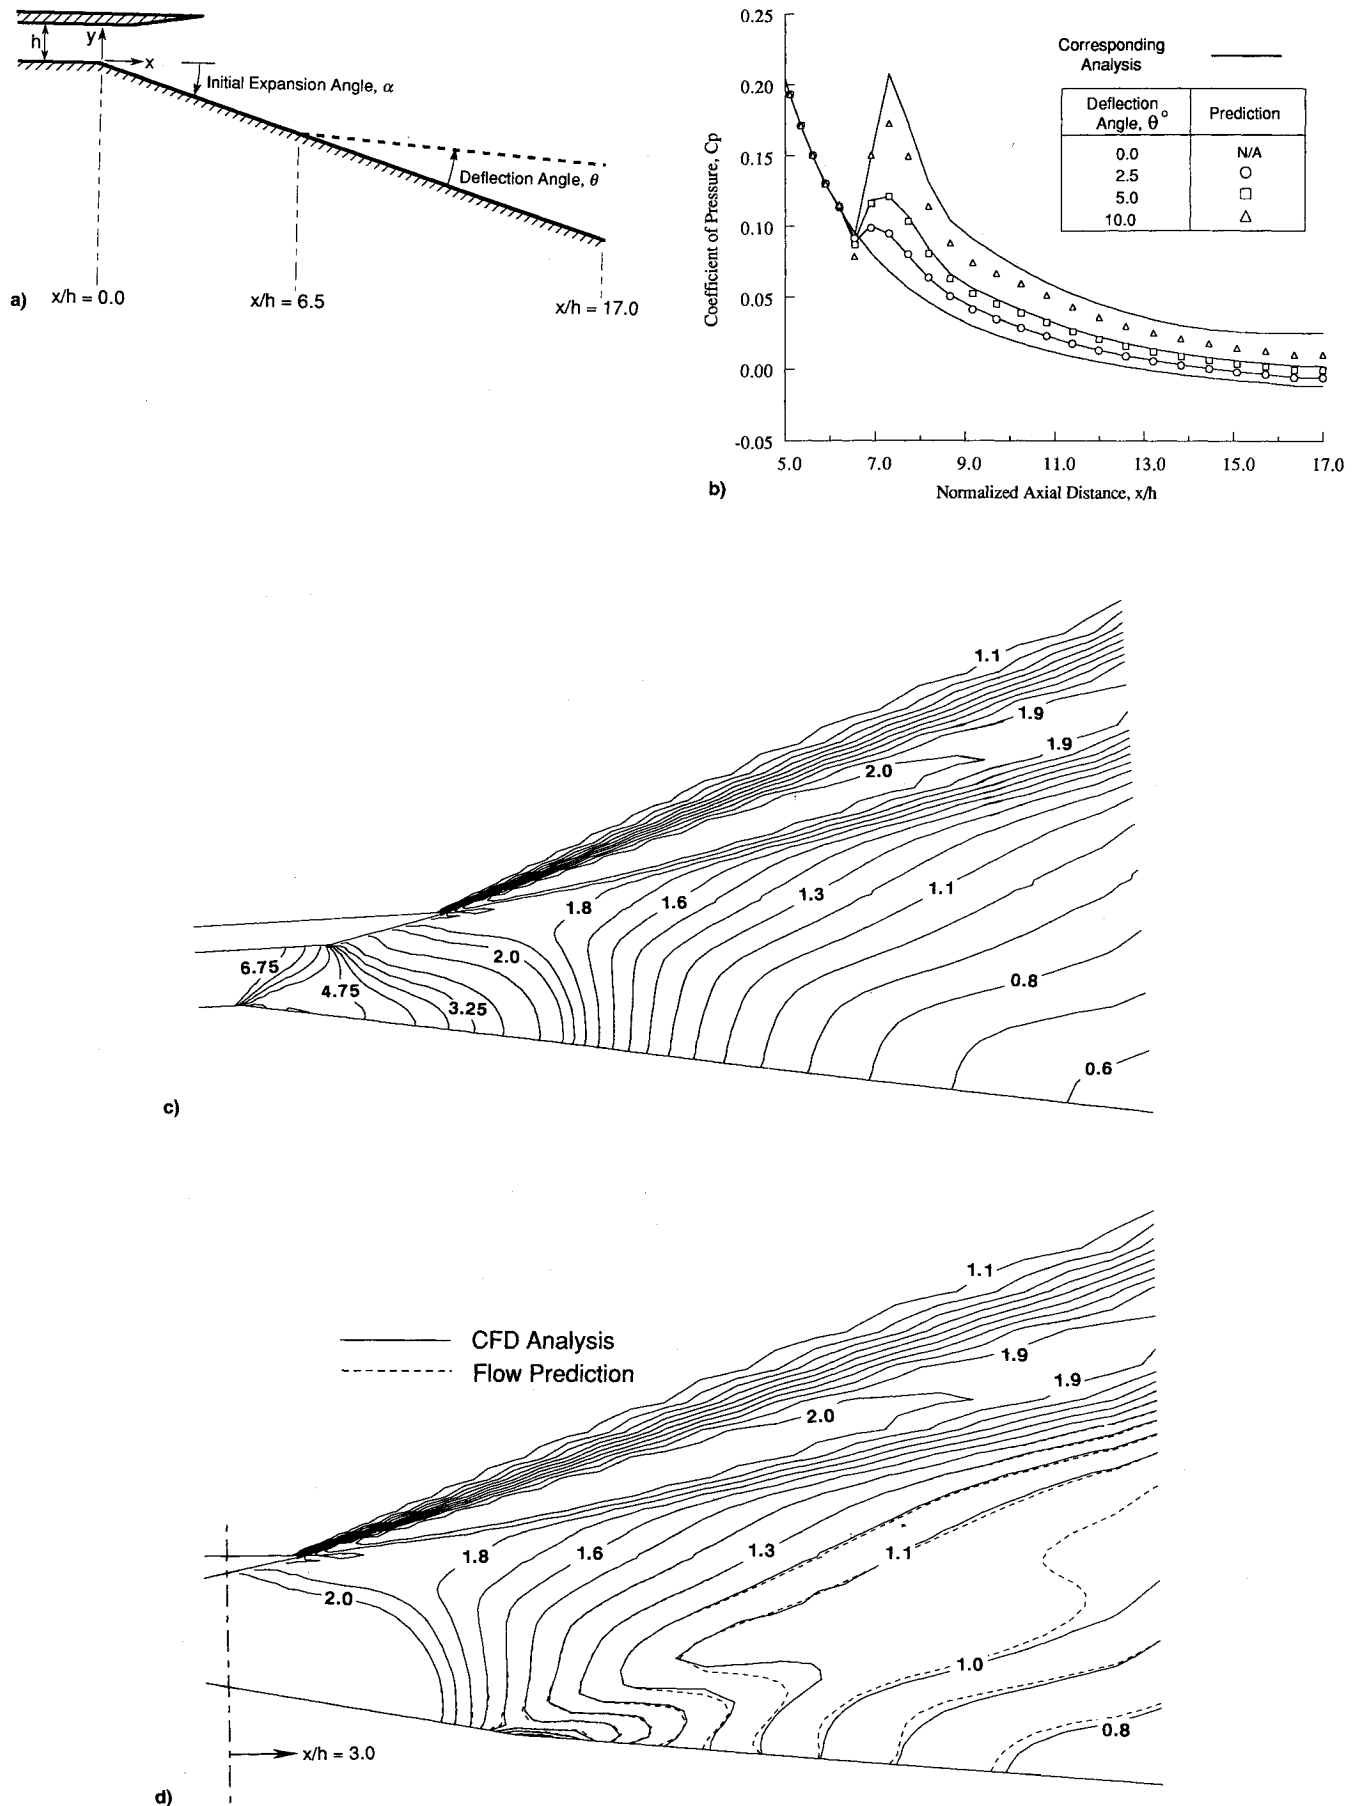 h
y
x
Initial Expansion Angle, α
Deflection Angle, θ
a)
x/h = 0.0
x/h = 6.5
x/h = 17.0
0.25
0.20
0.15
0.10
0.05
0.00
-0.05
Coefficient of Pressure, Cp
5.0
7.0
9.0
11.0
13.0
15.0
17.0
Normalized Axial Distance, x/h
Corresponding
Analysis
Deflection
Angle, θ°
Prediction
0.0 N/A
2.5
5.0
10.0
b)
1.1
1.9
1.9
2.0
1.8
1.6
1.3
1.1
6.75
2.0
4.75
3.25
0.8
0.6
c)
1.1
CFD Analysis
Flow Prediction
1.9
1.9
2.0
1.8
1.6
1.3
1.1
2.0
1.0
0.8
x/h = 3.0
d)